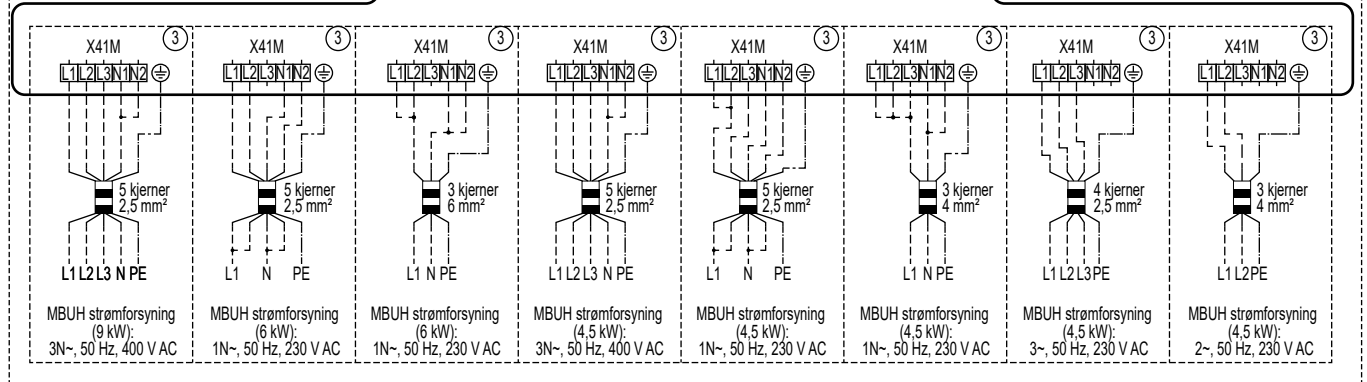 3
X41M
L1 L2 L3 N1 N2
5 kjerner
2,5 mm²
L1 L2 L3 N PE
MBUH strømforsyning
(9 kW):
3N~, 50 Hz, 400 V AC
3
X41M
L1 L2 L3 N1 N2
5 kjerner
2,5 mm²
L1 N PE
MBUH strømforsyning
(6 kW):
1N~, 50 Hz, 230 V AC
3
X41M
L1 L2 L3 N1 N2
3 kjerner
6 mm²
L1 N PE
MBUH strømforsyning
(6 kW):
1N~, 50 Hz, 230 V AC
3
X41M
L1 L2 L3 N1 N2
5 kjerner
2,5 mm²
L1 L2 L3 N PE
MBUH strømforsyning
(4,5 kW):
3N~, 50 Hz, 400 V AC
3
X41M
L1 L2 L3 N1 N2
5 kjerner
2,5 mm²
L1 N PE
MBUH strømforsyning
(4,5 kW):
1N~, 50 Hz, 230 V AC
3
X41M
L1 L2 L3 N1 N2
3 kjerner
4 mm²
L1 N PE
MBUH strømforsyning
(4,5 kW):
1N~, 50 Hz, 230 V AC
3
X41M
L1 L2 L3 N1 N2
4 kjerner
2,5 mm²
L1 L2 L3 PE
MBUH strømforsyning
(4,5 kW):
3~, 50 Hz, 230 V AC
3
X41M
L1 L2 L3 N1 N2
3 kjerner
4 mm²
L1 L2 PE
MBUH strømforsyning
(4,5 kW):
2~, 50 Hz, 230 V AC